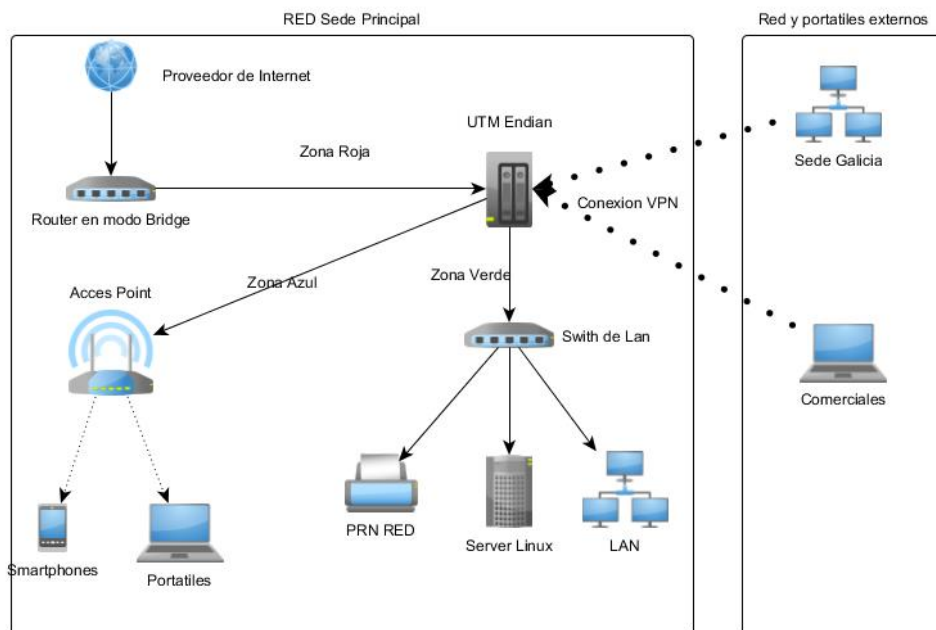 RED Sede Principal
Red y portatiles externos
Proveedor de Internet
UTM Endian
Zona Roja
Sede Galicia
Router en modo Bridge
Conexion VPN
Zona Azul
Zona Verde
Acces Point
Swith de Lan
Comerciales
PRN RED
Server Linux
LAN
Smartphones
Portatiles